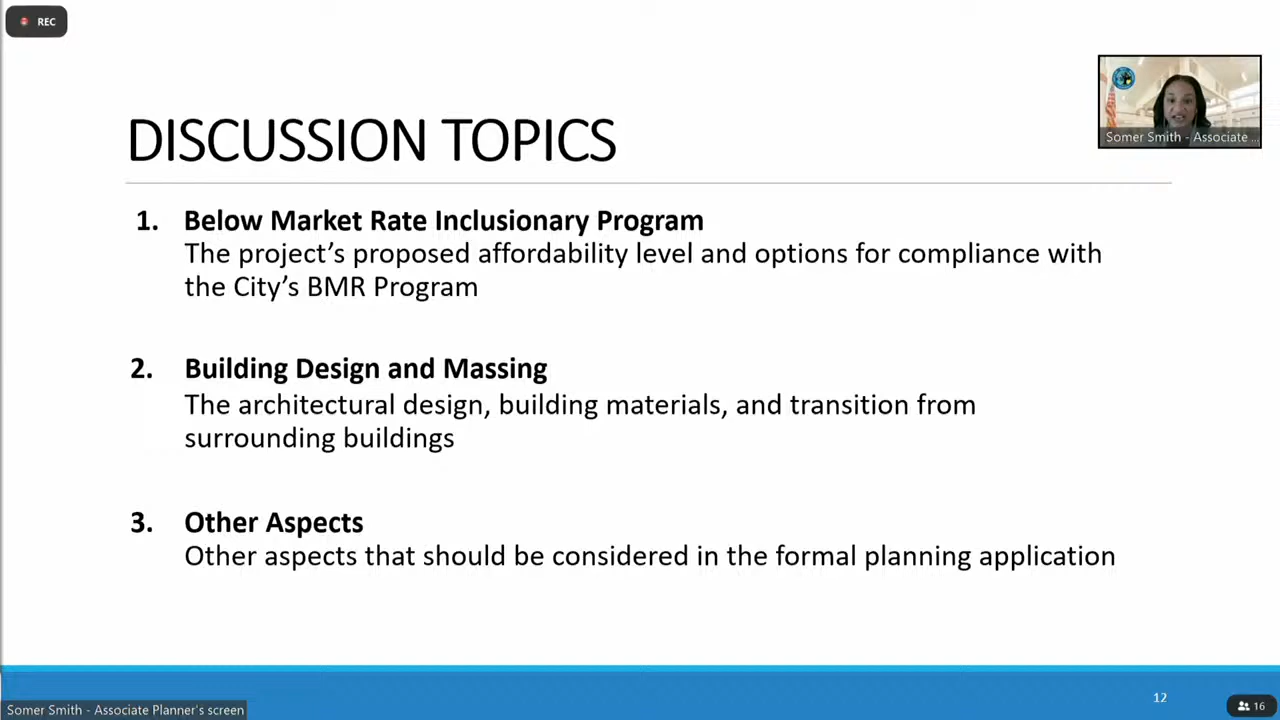 REC
Somer Smith - Associate ...
DISCUSSION TOPICS
1. Below Market Rate Inclusionary Program
The project’s proposed affordability level and options for compliance with
the City’s BMR Program
2. Building Design and Massing
The architectural design, building materials, and transition from
surrounding buildings
3. Other Aspects
Other aspects that should be considered in the formal planning application
12
Somer Smith - Associate Planner's screen
16